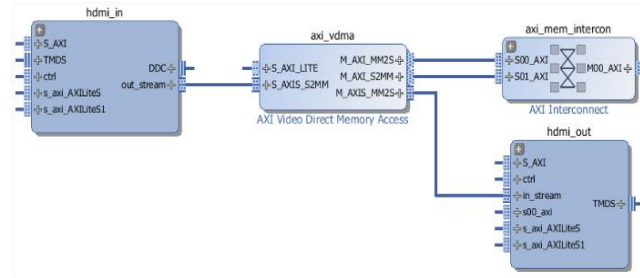 hdmi_in
S_AXI
TMDS
ctrl
s_axi_AXILiteS
s_axi_AXILiteS1
DDC
out_stream
axi_vdma
S_AXI_LITE
S_AXIS_S2MM
M_AXI_MM2S
M_AXI_S2MM
M_AXIS_MM2S
AXI Video Direct Memory Access
axi_mem_intercon
S00_AXI
S01_AXI
M00_AXI
AXI Interconnect
hdmi_out
S_AXI
ctrl
in_stream
s00_axi
s_axi_AXILiteS
s_axi_AXILiteS1
TMDS